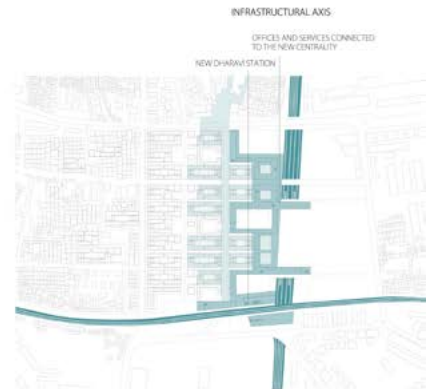 INFRASTRUCTURAL AXIS
OFFICES AND SERVICES CONNECTED
TO THE NEW CENTRALITY
NEW DHARAVI STATION